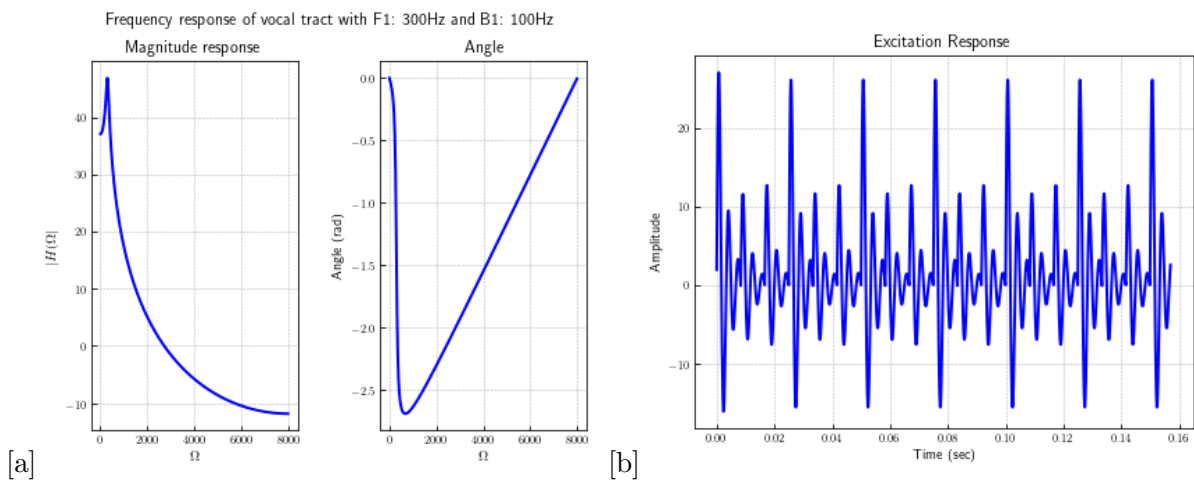 Frequency response of vocal tract with F1: 300Hz and B1: 100Hz
Magnitude response
Angle
|H(Ω|
40
30
20
10
0
−10
0 2000 4000 6000 8000
Ω
Angle (rad)
0.0
−0.5
−1.0
−1.5
−2.0
−2.5
0 2000 4000 6000 8000
Ω
[a]
Excitation Response
Amplitude
20
10
0
−10
0.00 0.02 0.04 0.06 0.08 0.10 0.12 0.14 0.16
Time (sec)
[b]